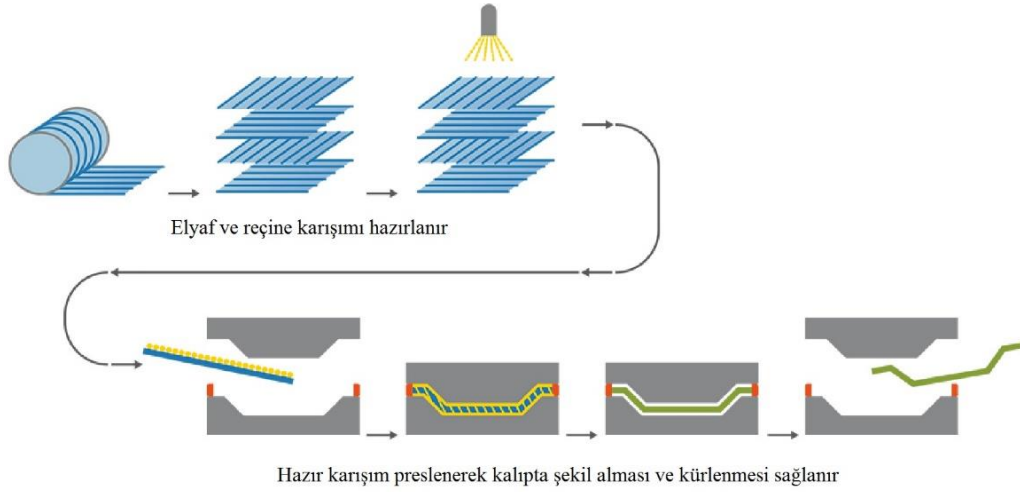 Elyaf ve reçine karışımı hazırlanır
Hazır karışım preslenerek kalıpta şekil alması ve kürlenmesi sağlanır